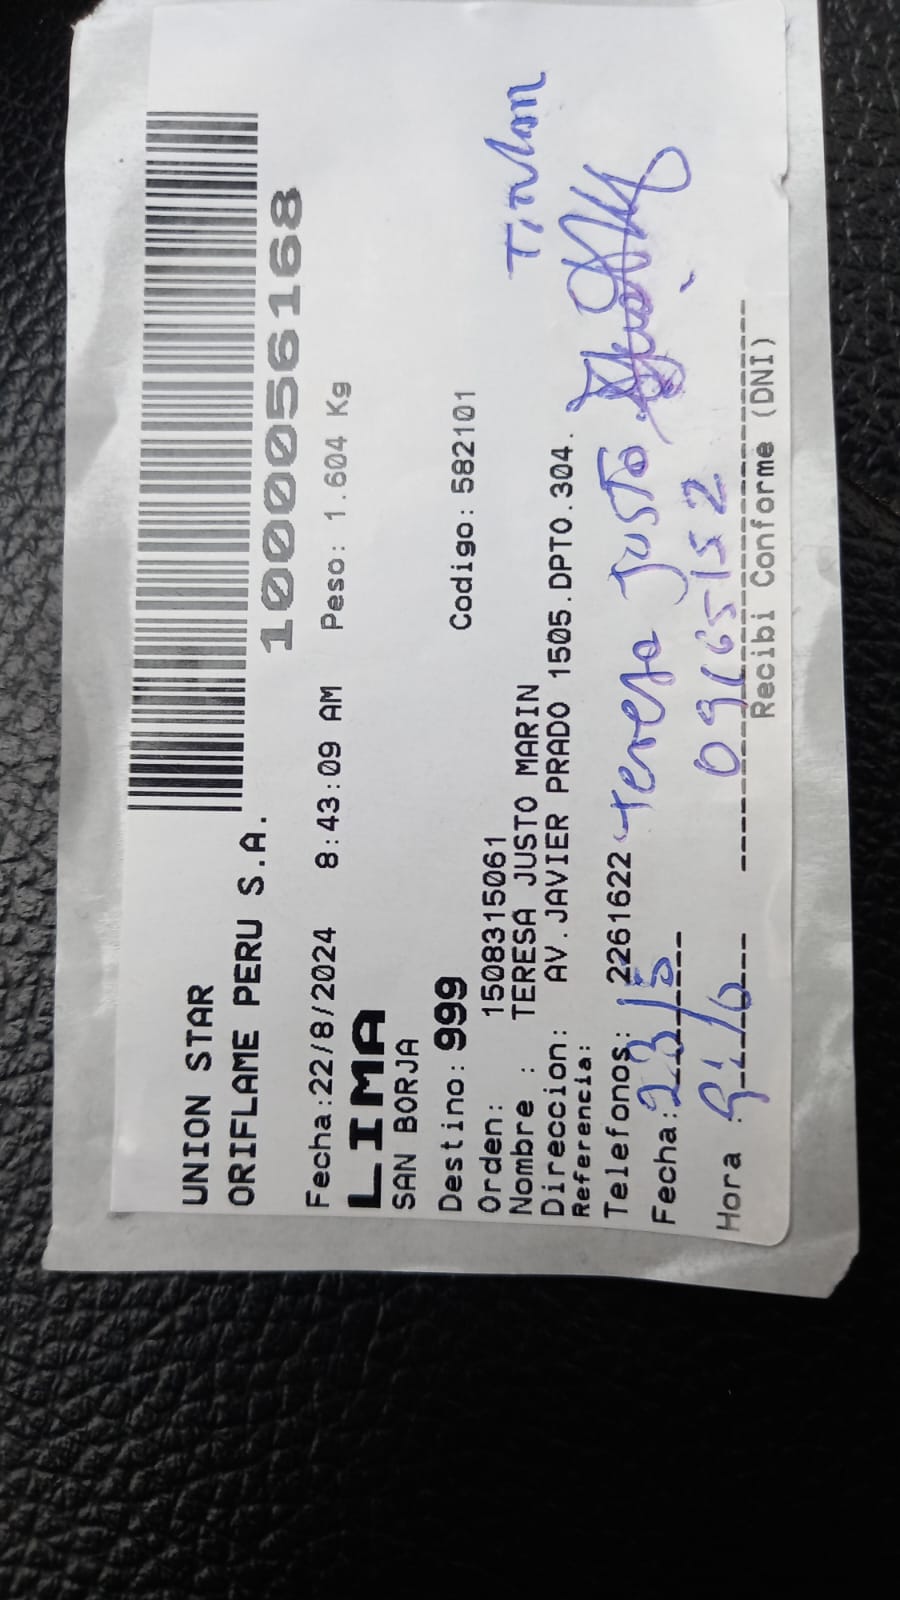 UNION STAR
ORIFLAME PERU S.A.
1000056168
Fecha:22/8/2024 8:43:09 AM Peso: 1.604 Kg
LIMA
SAN BORJA
Destino: 999 Codigo: 582101
Orden: 1508315061
Nombre : TERESA JUSTO MARIN
Direccion: AV.JAVIER PRADO 1505.DPTO.304.
Referencia:
Telefonos: 2261622 Teresa Justo
Fecha: 23/8
09165152
Hora :
Recibi Conforme (DNI)